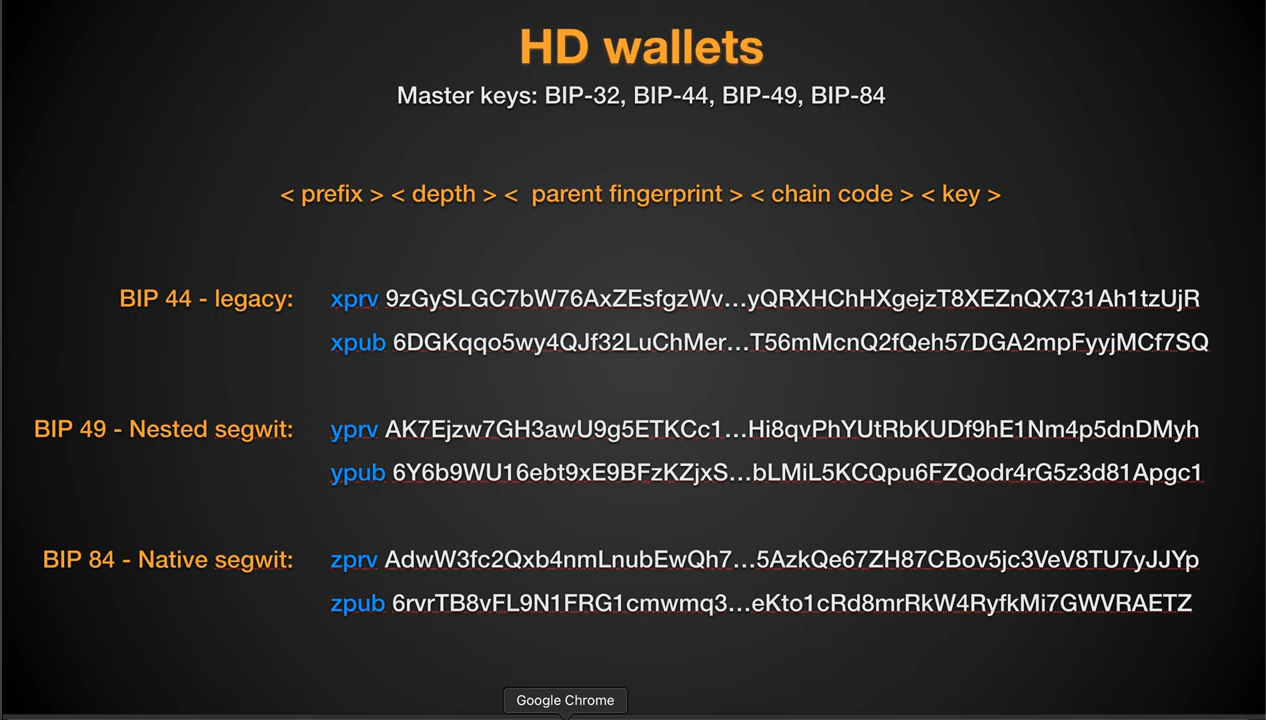 HD wallets
Master keys: BIP-32, BIP-44, BIP-49, BIP-84
< prefix > < depth > < parent fingerprint > < chain code > < key >
BIP 44 - legacy: xprv 9zGySLGC7bW76AxZEsfgzWv...yQRXHChHXgejzT8XEZnQX731Ah1tzUjR
xpub 6DGKqqo5wy4QJf32LuChMer...T56mMcnQ2fQeh57DGA2mpFyyjMCf7SQ
BIP 49 - Nested segwit: yprv AK7Ejzw7GH3awU9g5ETKCc1...Hi8qvPhYUtRbKUDf9hE1Nm4p5dnDMyh
ypub 6Y6b9WU16ebt9xE9BFzKZjxS...bLMiL5KCQpu6FZQodr4rG5z3d81Apgc1
BIP 84 - Native segwit: zprv AdwW3fc2Qxb4nmLnubEwQh7...5AzkQe67ZH87CBov5jc3VeV8TU7yJJYp
zpub 6rvrTB8vFL9N1FRG1cmwmq3...eKto1cRd8mrRkW4RyfkMi7GWVRAETZ
Google Chrome